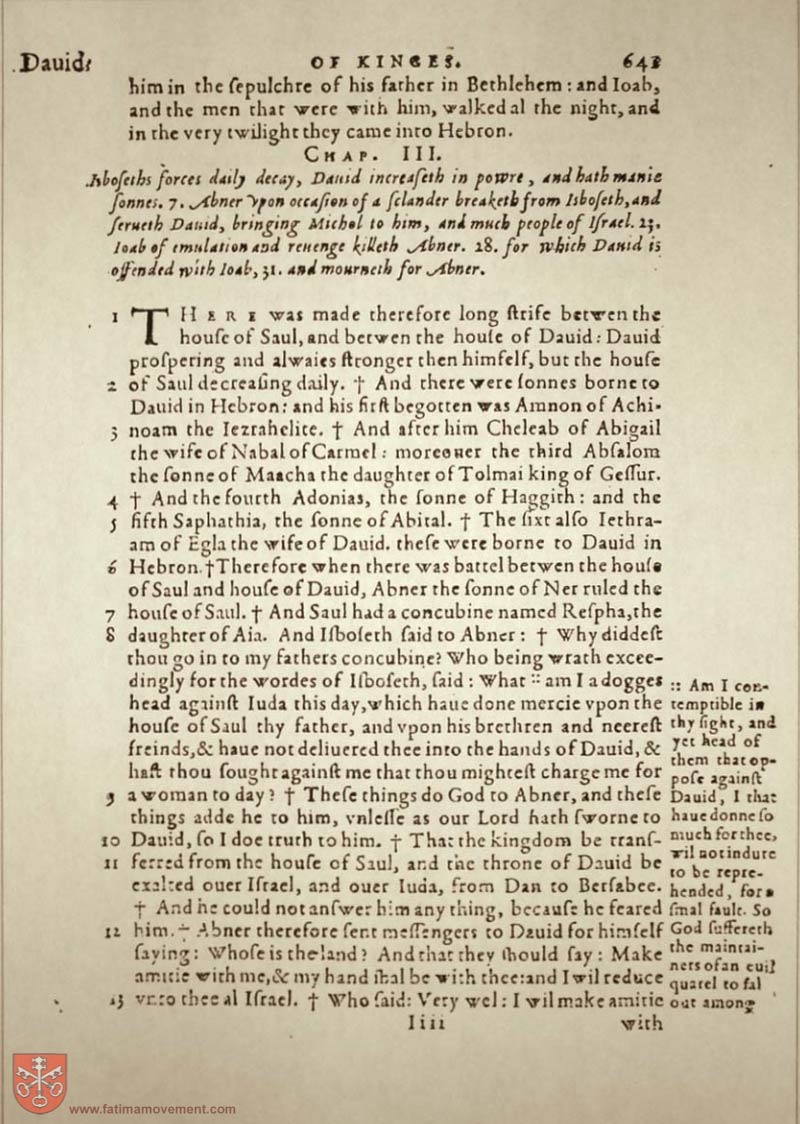 Dauid. OF KINGES. 643
him in the ſepulchre of his father in Bethlehem: and Ioab,
and the men that were with him, walked al the night, and
in the very twilight they came into Hebron.
CHAP. III.
Iſboſeths forces daily decay, Dauid increaſeth in powre, and hath manie
ſonnes. 7. Abner vpon occaſion of a ſclander breaketh from Iſboſeth, and
ſerueth Dauid, bringing Michol to him, and much people of Iſrael. 23.
Ioab of emulation and reuenge killeth Abner. 28. for which Dauid is
offended with Ioab, 31. and mourneth for Abner.
1 THERE was made therefore long ſtrife betwen the
houſe of Saul, and betwen the houſe of Dauid: Dauid
proſpering and alwaies ſtronger then himſelf, but the houſe
2 of Saul decreaſing daily. † And there were ſonnes borne to
Dauid in Hebron: and his firſt begotten was Amnon of Achi-
3 noam the Iezrahelite. † And after him Cheleab of Abigail
the wife of Nabal of Carmel: moreouer the third Abſalom
the ſonne of Maacha the daughter of Tolmai king of Geſſur.
4 † And the fourth Adonias, the ſonne of Haggith: and the
5 fifth Saphathia, the ſonne of Abital. † The ſixt alſo Iethra-
am of Egla the wife of Dauid. theſe were borne to Dauid in
6 Hebron. † Therefore when there was battel betwen the houſe
of Saul and houſe of Dauid, Abner the ſonne of Ner ruled the
7 houſe of Saul. † And Saul had a concubine named Reſpha, the
8 daughter of Aia. And Iſboſeth ſaid to Abner: † Why diddeſt
thou go in to my fathers concubine? Who being wrath excee-
dingly for the wordes of Iſboſeth, ſaid: What :: am I a dogges
head againſt Iuda this day, which haue done mercie vpon the
houſe of Saul thy father, and vpon his brethren and neereſt
freinds, & haue not deliuered thee into the hands of Dauid, &
haſt thou ſought againſt me that thou mighteſt charge me for
9 a woman to day? † Theſe things do God to Abner, and theſe
things adde he to him, vnleſſe as our Lord hath ſworne to
10 Dauid, ſo I doe truth to him. † That the kingdom be tranſ-
11 ferred from the houſe of Saul, and the throne of Dauid be
exalted ouer Iſrael, and ouer Iuda, from Dan to Berſabee.
† And he could not anſwer him any thing, becauſe he feared
12 him. † Abner therefore ſent meſſengers to Dauid for himſelf
ſaying: Whoſe is the land? And that they ſhould ſay: Make
amitie with me, & my hand ſhal be with thee: and I wil reduce
13 vnto thee al Iſrael. † Who ſaid: Very wel: I wil make amitie
Iiii with
:: Am I con-
temptible in
thy ſight, and
yet head of
them that op-
poſe againſt
Dauid, I that
haue donne ſo
much for thee,
wil not indure
to be repre-
hended, for a
ſmal fault. So
God ſuffereth
the maintai-
ners of an euil
quarel to fal
out among
www.fatimamovement.com